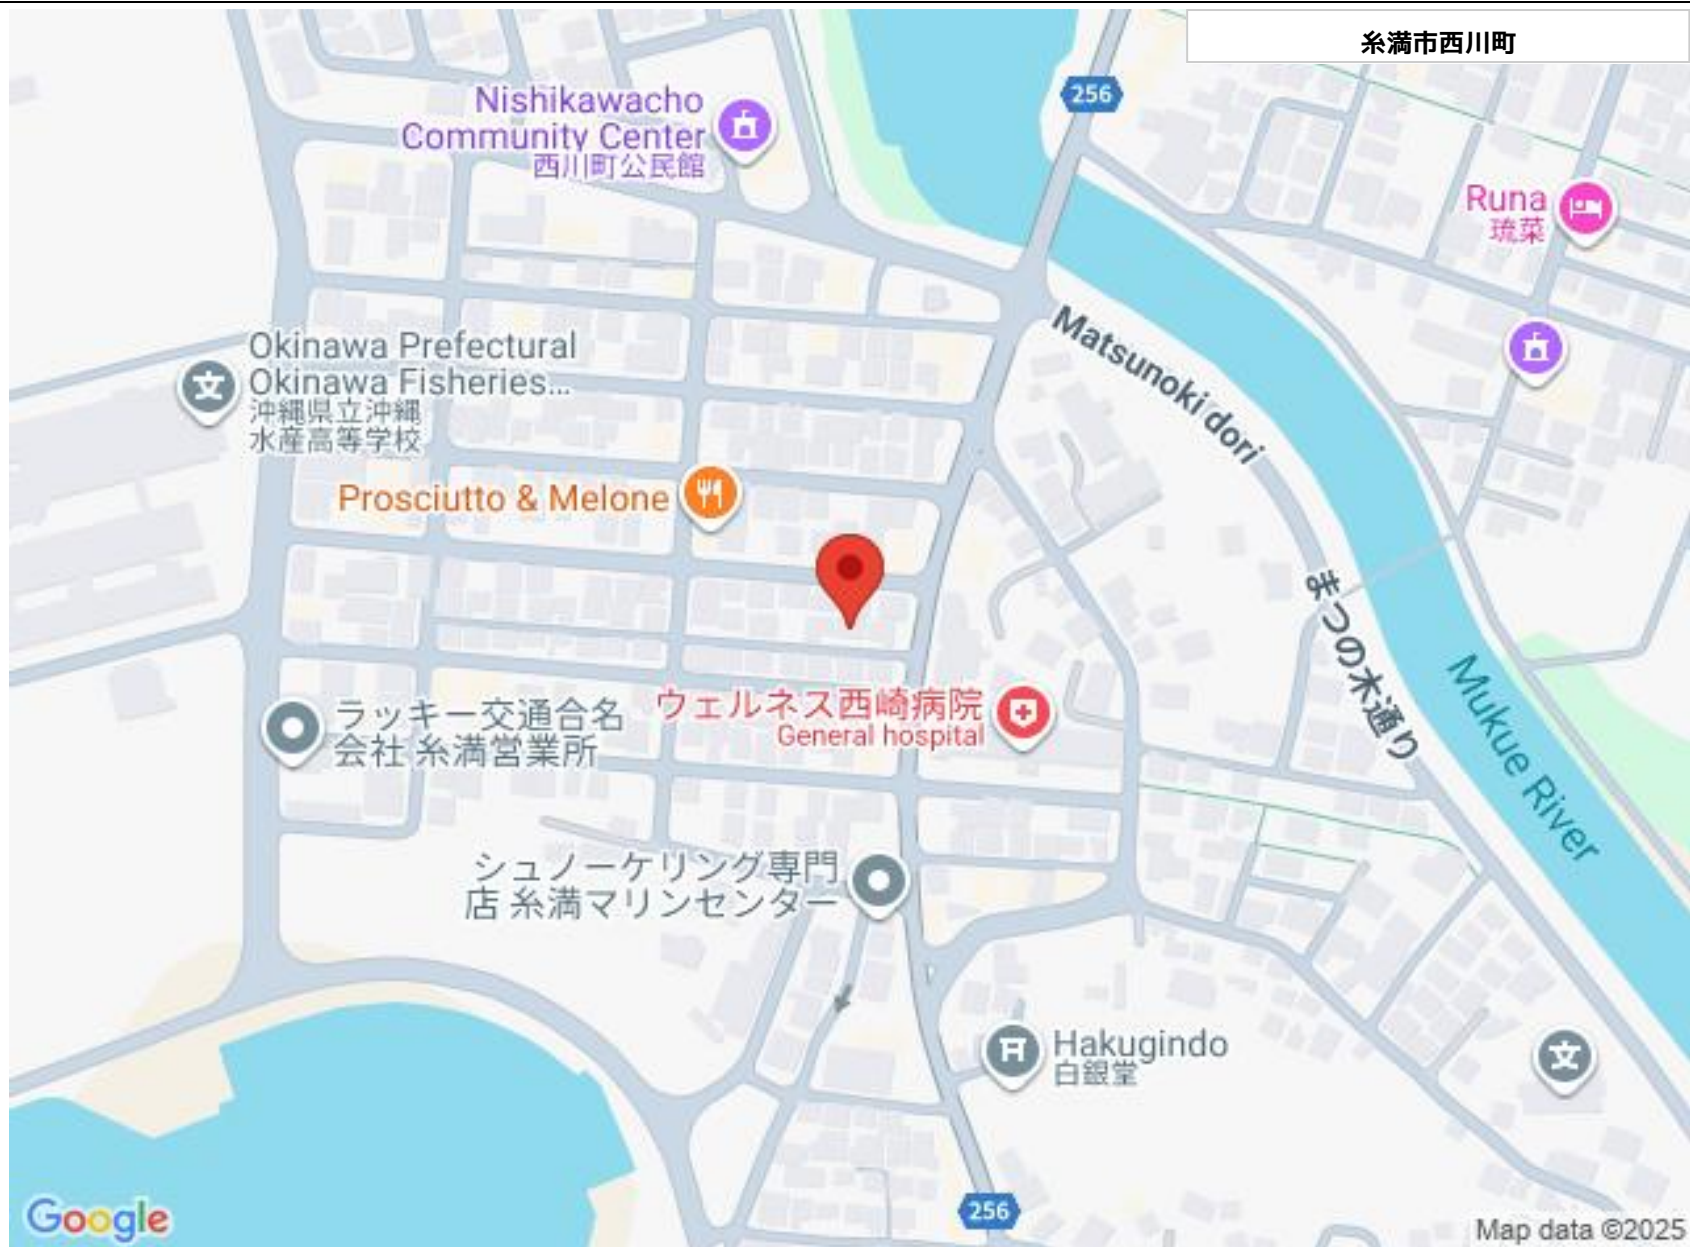 糸満市西川町
256
Nishikawacho
Community Center
西川町公民館
Runa
琉菜
Matsunoki dori
Okinawa Prefectural
Okinawa Fisheries...
沖縄県立沖縄
水産高等学校
文
Prosciutto & Melone
まつの木通り
Mukue River
ウェルネス西崎病院
General hospital
ラッキー交通合名
会社 糸満営業所
シュノーケリング専門
店 糸満マリンセンター
Hakugindo
白銀堂
文
256
Google
Map data ©2025